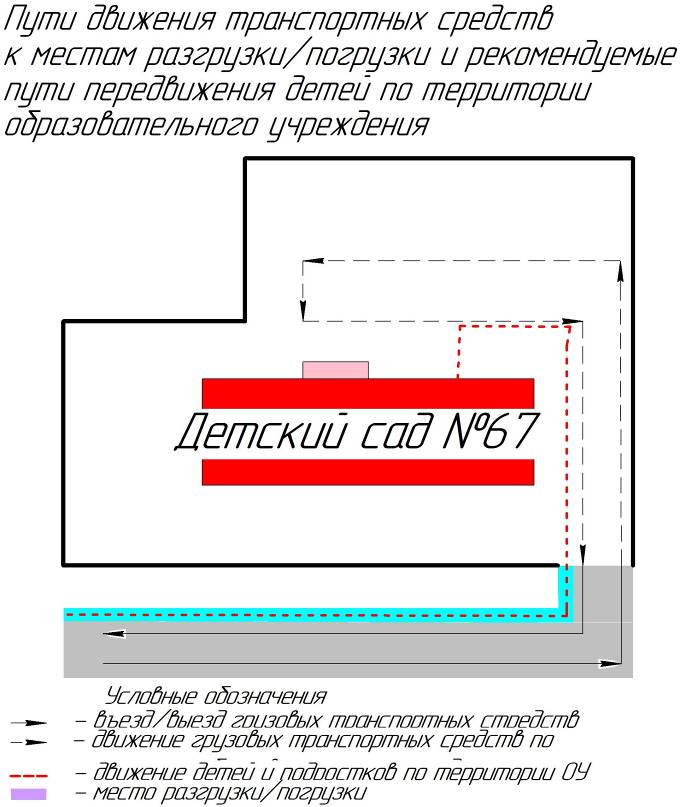 Пути движения транспортных средств
к местам разгрузки/погрузки и рекомендуемые
пути передвижения детей по территории
образовательного учреждения
Детский сад №67
Условные обозначения
– въезд/выезд грузовых транспортных стредств
– движение грузовых транспортных средств по
– движение детей и подростков по территории ОУ
– место разгрузки/погрузки